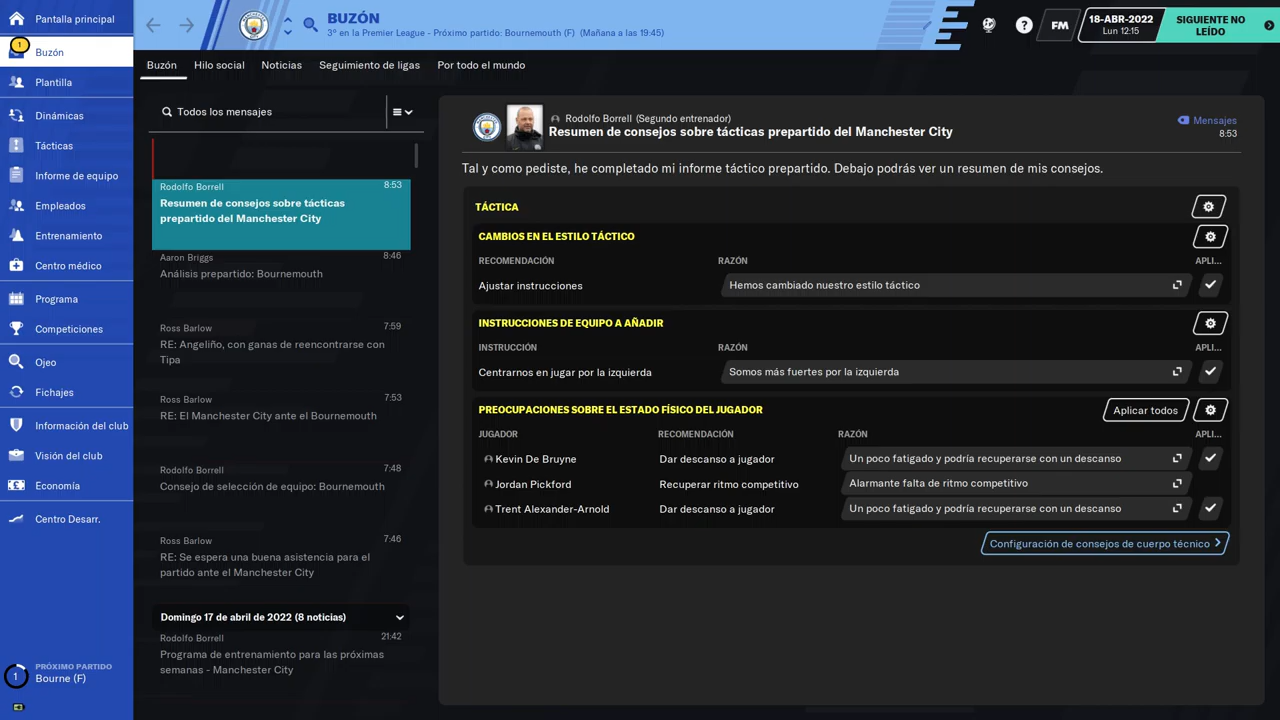 Pantalla principal
1
Buzón
Plantilla
Dinámicas
Tácticas
Informe de equipo
Empleados
Entrenamiento
Centro médico
Programa
Competiciones
Ojeo
Fichajes
Información del club
Visión del club
Economía
Centro Desarr.
1
PRÓXIMO PARTIDO
Bourne (F)
BUZÓN
3º en la Premier League - Próximo partido: Bournemouth (F) (Mañana a las 19:45)
?
FM
18-ABR-2022
Lun 12:15
SIGUIENTE NO
LEÍDO
Buzón
Hilo social
Noticias
Seguimiento de ligas
Por todo el mundo
Todos los mensajes
Rodolfo Borrell 8:53
Resumen de consejos sobre tácticas
prepartido del Manchester City
Aaron Briggs 8:46
Análisis prepartido: Bournemouth
Ross Barlow 7:59
RE: Angeliño, con ganas de reencontrarse con
Tipa
Ross Barlow 7:53
RE: El Manchester City ante el Bournemouth
Rodolfo Borrell 7:48
Consejo de selección de equipo: Bournemouth
Ross Barlow 7:46
RE: Se espera una buena asistencia para el
partido ante el Manchester City
Domingo 17 de abril de 2022 (8 noticias)
Rodolfo Borrell 21:42
Programa de entrenamiento para las próximas
semanas - Manchester City
Rodolfo Borrell (Segundo entrenador)
Resumen de consejos sobre tácticas prepartido del Manchester City
Mensajes
8:53
Tal y como pediste, he completado mi informe táctico prepartido. Debajo podrás ver un resumen de mis consejos.
TÁCTICA
CAMBIOS EN EL ESTILO TÁCTICO
RECOMENDACIÓN RAZÓN APLI...
Ajustar instrucciones Hemos cambiado nuestro estilo táctico
INSTRUCCIONES DE EQUIPO A AÑADIR
INSTRUCCIÓN RAZÓN APLI...
Centrarnos en jugar por la izquierda Somos más fuertes por la izquierda
PREOCUPACIONES SOBRE EL ESTADO FÍSICO DEL JUGADOR Aplicar todos
JUGADOR RECOMENDACIÓN RAZÓN APLI...
Kevin De Bruyne Dar descanso a jugador Un poco fatigado y podría recuperarse con un descanso
Jordan Pickford Recuperar ritmo competitivo Alarmante falta de ritmo competitivo
Trent Alexander-Arnold Dar descanso a jugador Un poco fatigado y podría recuperarse con un descanso
Configuración de consejos de cuerpo técnico